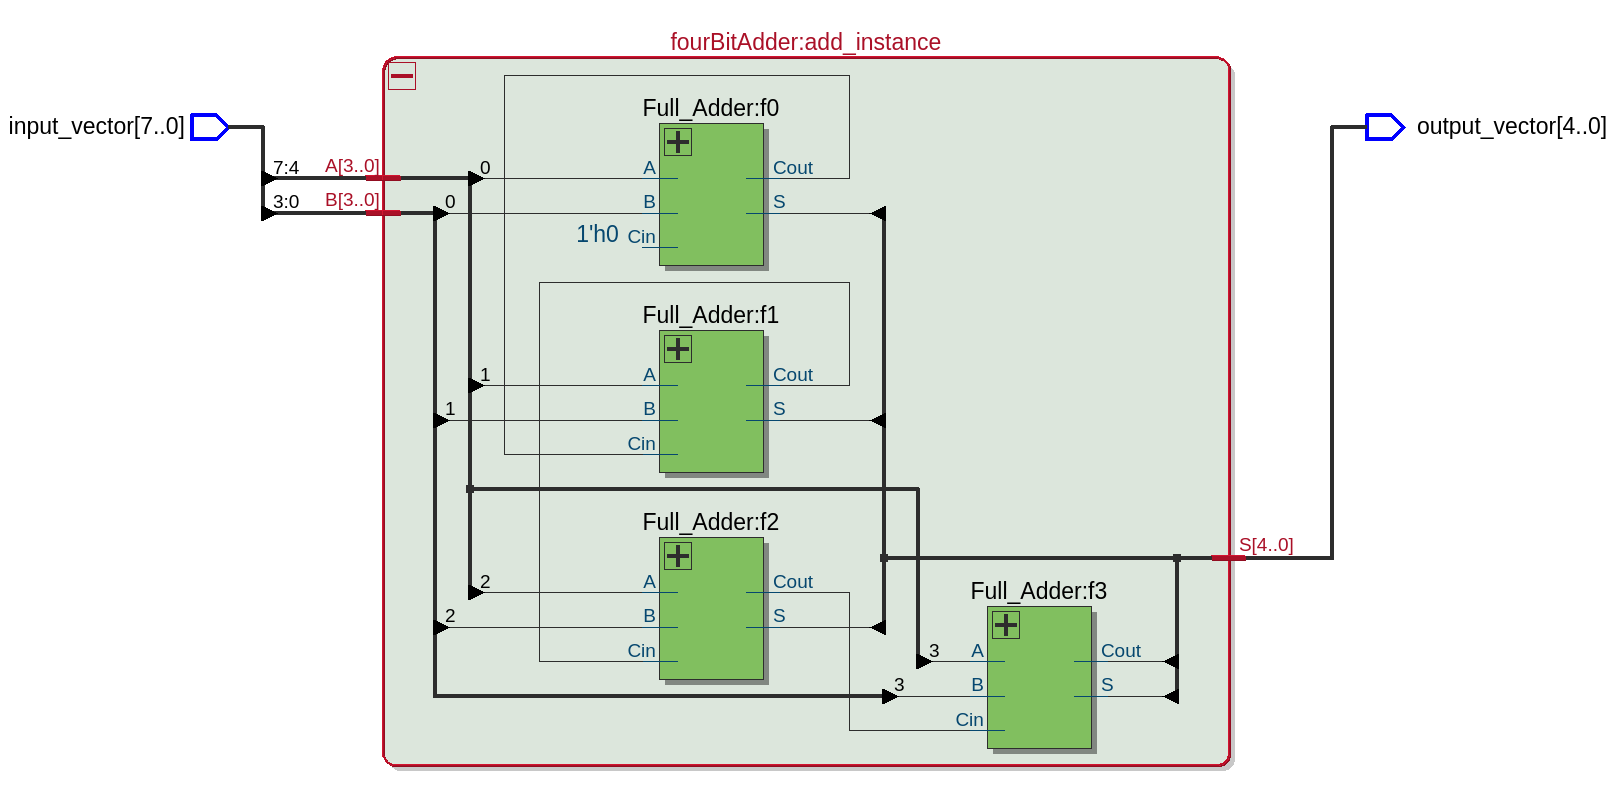 fourBitAdder:add_instance
input_vector[7..0]
output_vector[4..0]
7:4 A[3..0]
3:0 B[3..0]
Full_Adder:f0
0 A Cout
0 B S
1'h0 Cin
Full_Adder:f1
1 A Cout
1 B S
Cin
Full_Adder:f2
2 A Cout
2 B S
Cin
S[4..0]
Full_Adder:f3
3 A Cout
3 B S
Cin